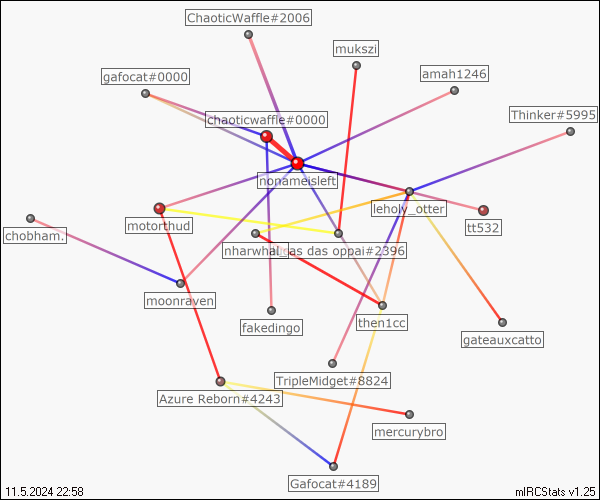 ChaoticWaffle#2006
mukszi
amah1246
gafocat#0000
Thinker#5995
chaoticwaffle#0000
nonameisleft
leholy_otter
tt532
motorthud
chobham.
nharwhal_
gas das oppai#2396
moonraven
fakedingo
then1cc
gateauxcatto
TripleMidget#8824
Azure Reborn#4243
mercurybro
Gafocat#4189
11.5.2024 22:58
mIRCStats v1.25